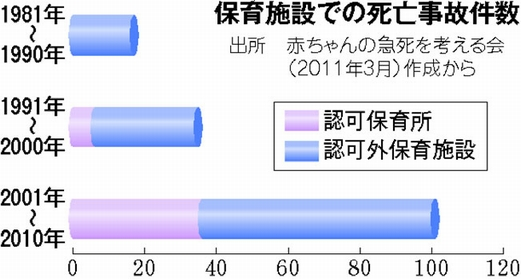 保育施設での死亡事故件数
出所　赤ちゃんの急死を考える会
（2011年3月）作成から
認可保育所
認可外保育施設
1981年
〜
1990年
1991年
〜
2000年
2001年
〜
2010年
0 20 40 60 80 100 120